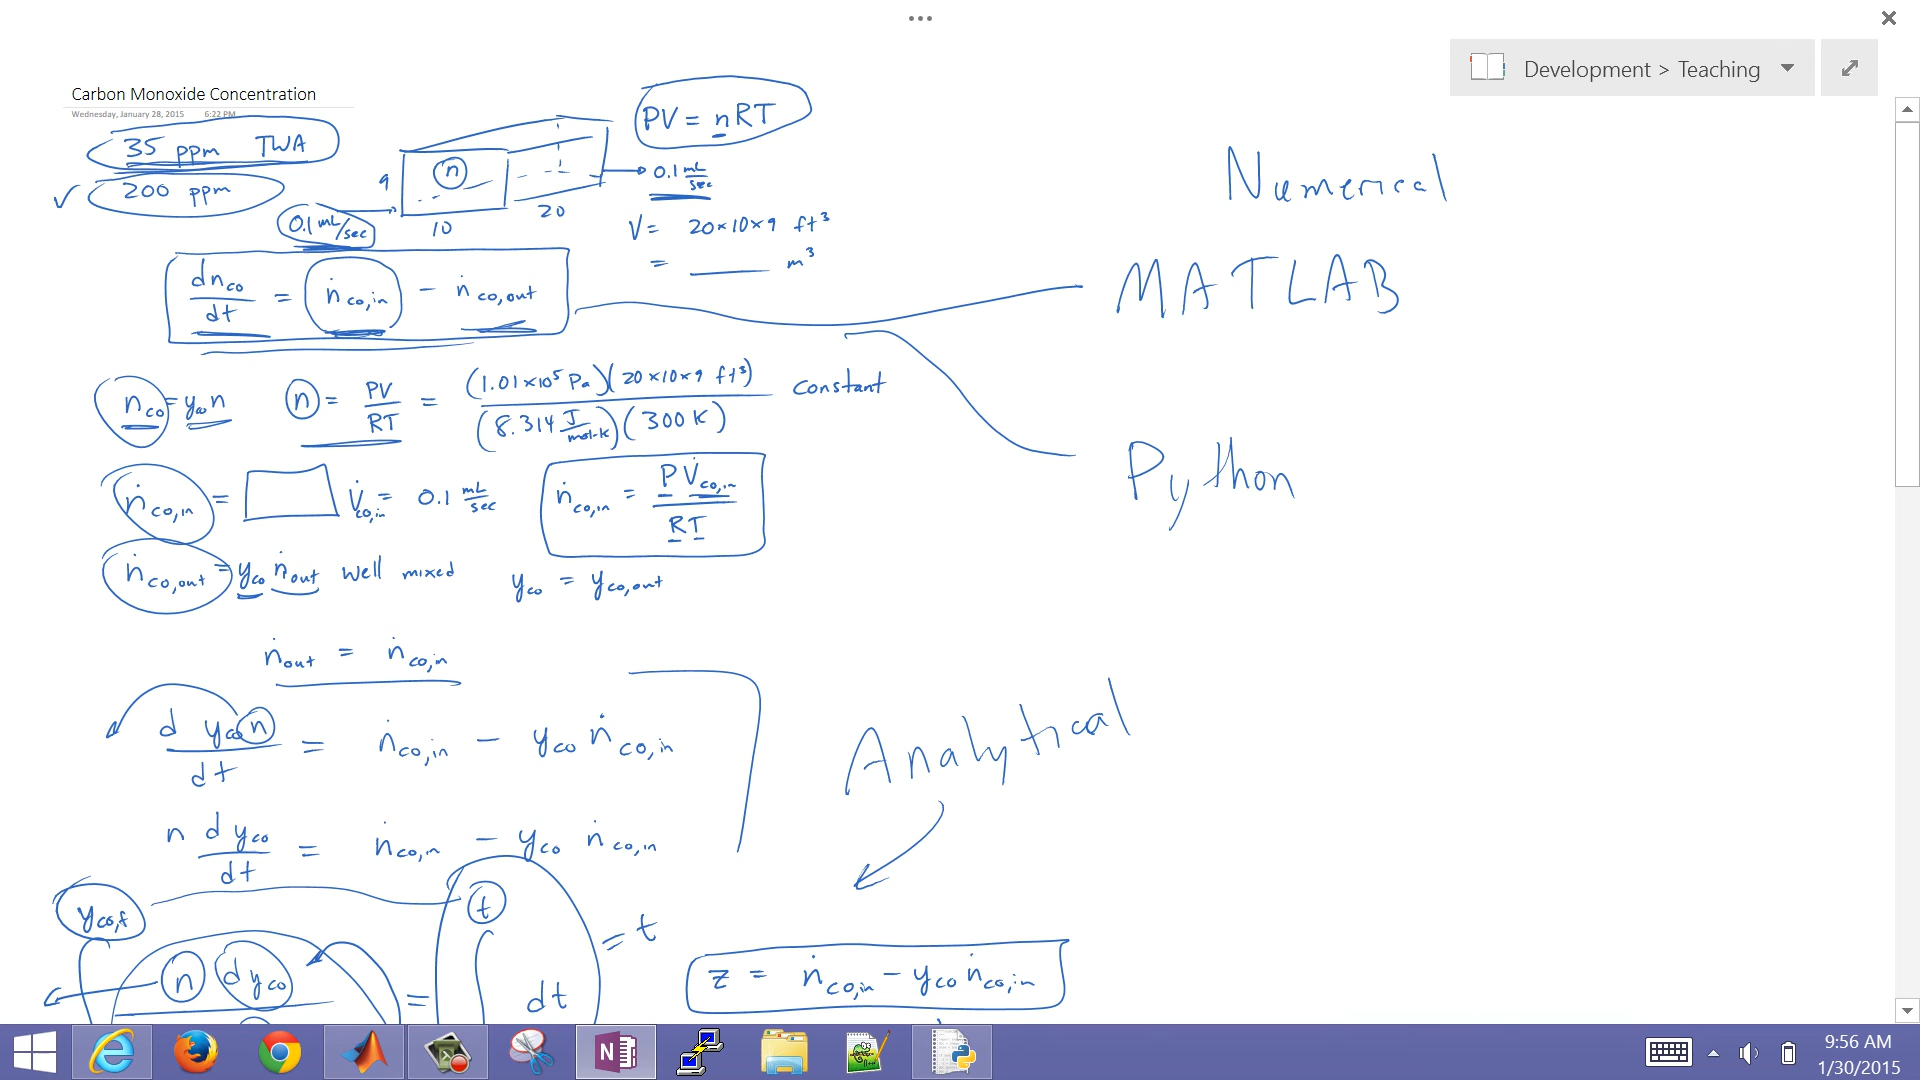 Development > Teaching
Carbon Monoxide Concentration
Wednesday, January 28, 2015 6:22 PM
35 ppm TWA
200 ppm
PV = nRT
n
9
10
20
0.1 mL/sec
0.1 mL/sec
V = 20×10×9 ft³
= ____ m³
dn_co/dt = ṅ_co,in − ṅ_co,out
n_co = y_co n
n = PV/RT = (1.01×10⁵ Pa)(20×10×9 ft³)/(8.314 J/mol-K)(300 K) constant
ṅ_co,in = V̇_co,in = 0.1 mL/sec
ṅ_co,in = PV̇_co,in/RT
ṅ_co,out = y_co ṅ_out well mixed y_co = y_co,out
ṅ_out = ṅ_co,in
d y_co n/dt = ṅ_co,in − y_co ṅ_co,in
n dy_co/dt = ṅ_co,in − y_co ṅ_co,in
y_co,f
t
n dy_co = ∫ dt = t
z = ṅ_co,in − y_co ṅ_co,in
Numerical
MATLAB
Python
Analytical
9:56 AM
1/30/2015